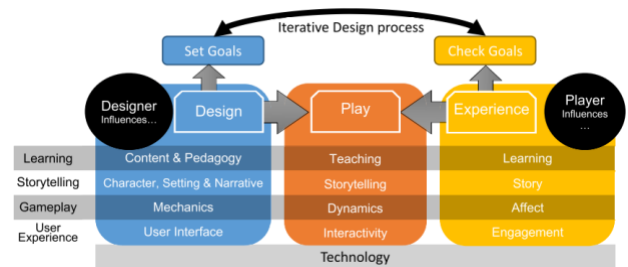 Iterative Design process
Set Goals
Check Goals
Designer
Influences…
Design
Play
Experience
Player
Influences
…
Learning
Content & Pedagogy
Teaching
Learning
Storytelling
Character, Setting & Narrative
Storytelling
Story
Gameplay
Mechanics
Dynamics
Affect
User
Experience
User Interface
Interactivity
Engagement
Technology